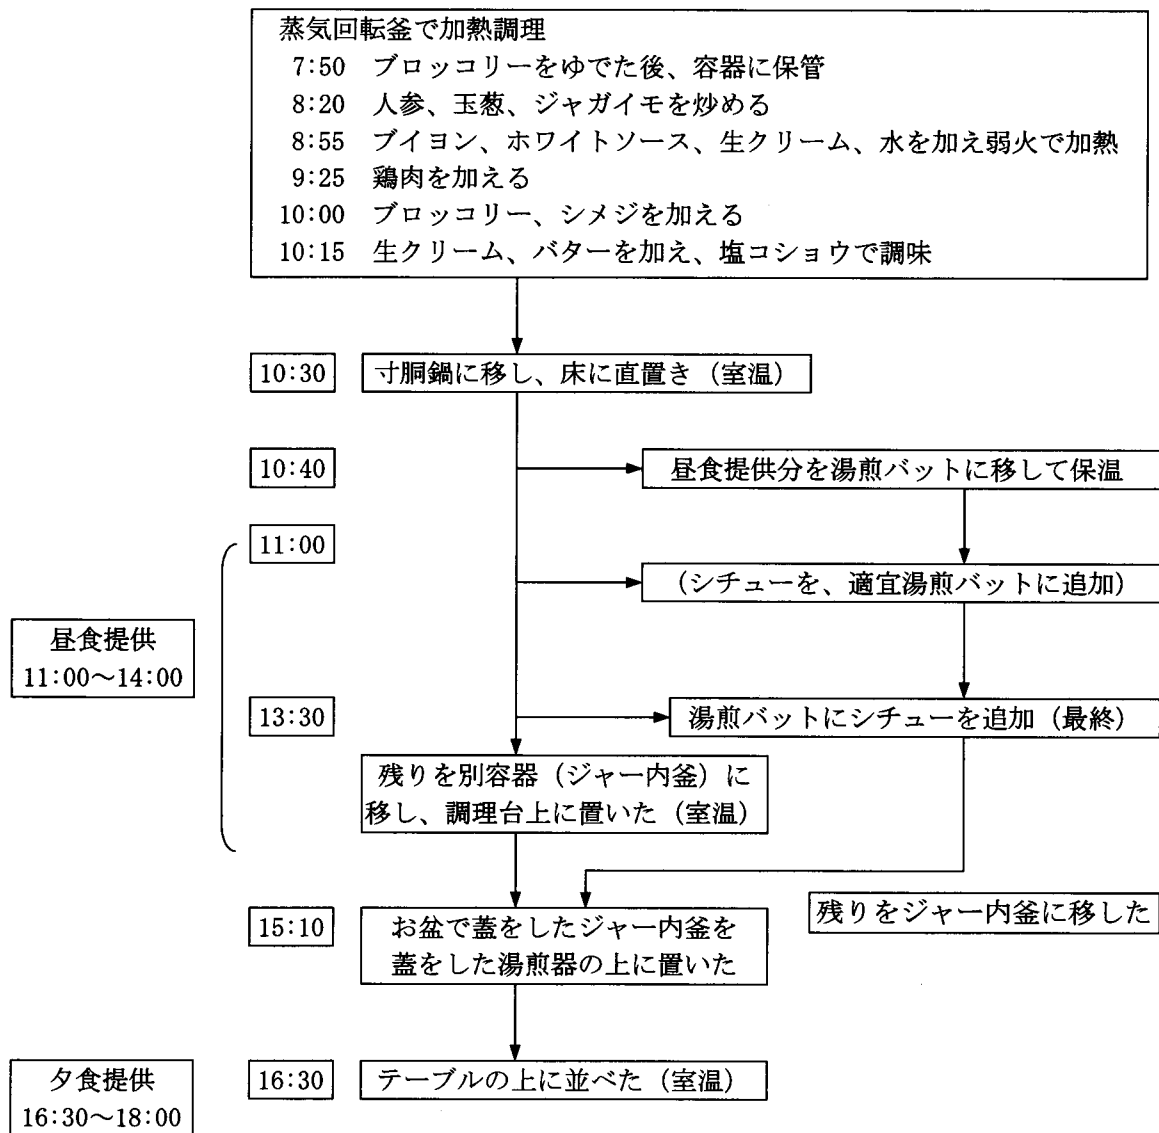 蒸気回転釜で加熱調理
7:50 ブロッコリーをゆでた後、容器に保管
8:20 人参、玉葱、ジャガイモを炒める
8:55 ブイヨン、ホワイトソース、生クリーム、水を加え弱火で加熱
9:25 鶏肉を加える
10:00 ブロッコリー、シメジを加える
10:15 生クリーム、バターを加え、塩コショウで調味
10:30 寸胴鍋に移し、床に直置き（室温）
10:40 昼食提供分を湯煎バットに移して保温
11:00
（シチューを、適宜湯煎バットに追加）
昼食提供
11:00〜14:00
13:30 湯煎バットにシチューを追加（最終）
残りを別容器（ジャー内釜）に
移し、調理台上に置いた（室温）
残りをジャー内釜に移した
15:10 お盆で蓋をしたジャー内釜を
蓋をした湯煎器の上に置いた
夕食提供
16:30〜18:00
16:30 テーブルの上に並べた（室温）